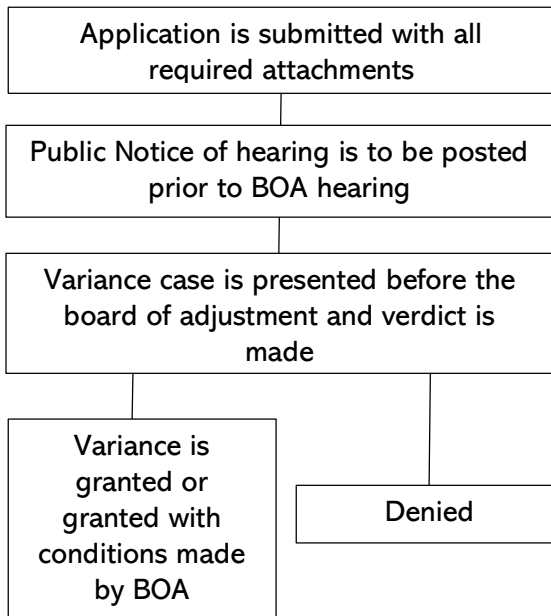 Application is submitted with all
required attachments
Public Notice of hearing is to be posted
prior to BOA hearing
Variance case is presented before the
board of adjustment and verdict is
made
Variance is
granted or
granted with
conditions made
by BOA
Denied